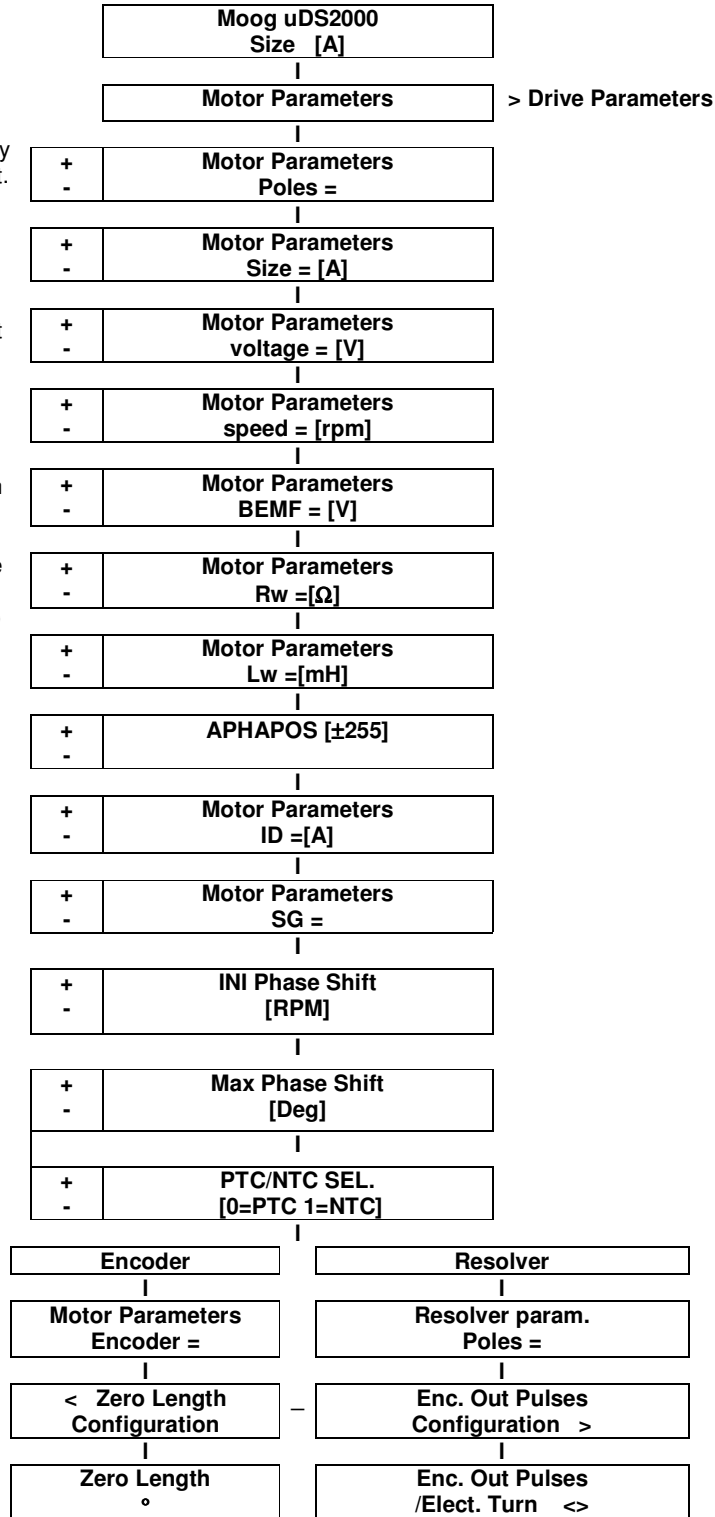 Moog uDS2000
Size [A]
I
Motor Parameters > Drive Parameters
I
+ Motor Parameters
- Poles =
I
+ Motor Parameters
- Size = [A]
I
+ Motor Parameters
- voltage = [V]
I
+ Motor Parameters
- speed = [rpm]
I
+ Motor Parameters
- BEMF = [V]
I
+ Motor Parameters
- Rw =[Ω]
I
+ Motor Parameters
- Lw =[mH]
I
+ APHAPOS [±255]
-
I
+ Motor Parameters
- ID =[A]
I
+ Motor Parameters
- SG =
I
+ INI Phase Shift
- [RPM]
I
+ Max Phase Shift
- [Deg]
I
+ PTC/NTC SEL.
- [0=PTC 1=NTC]
I
Encoder Resolver
I I
Motor Parameters Resolver param.
Encoder = Poles =
I I
< Zero Length _ Enc. Out Pulses
Configuration Configuration >
I I
Zero Length Enc. Out Pulses
° /Elect. Turn <>